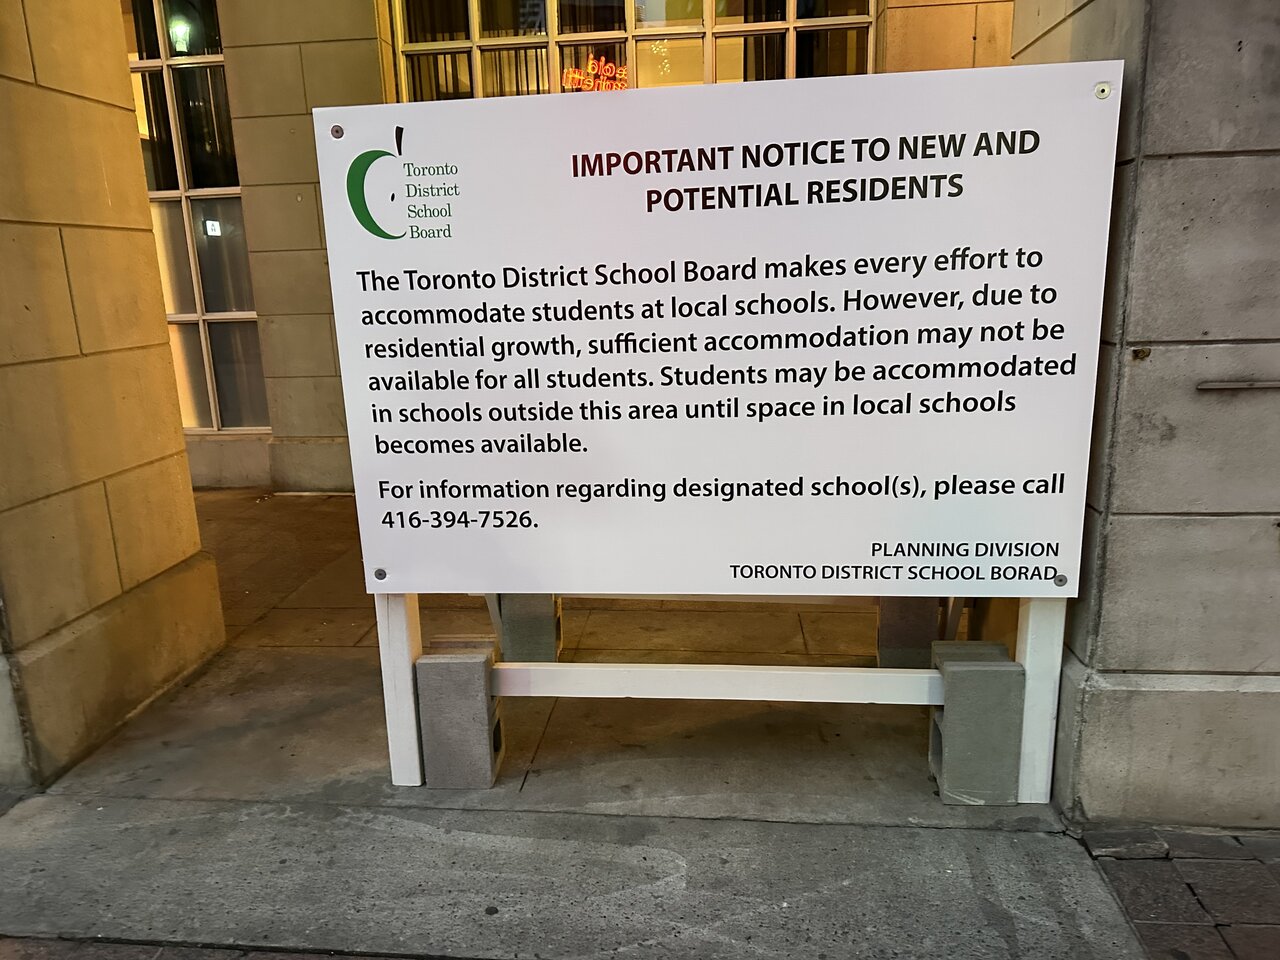 Toronto
District
School
Board
IMPORTANT NOTICE TO NEW AND
POTENTIAL RESIDENTS
The Toronto District School Board makes every effort to
accommodate students at local schools. However, due to
residential growth, sufficient accommodation may not be
available for all students. Students may be accommodated
in schools outside this area until space in local schools
becomes available.
For information regarding designated school(s), please call
416-394-7526.
PLANNING DIVISION
TORONTO DISTRICT SCHOOL BORAD